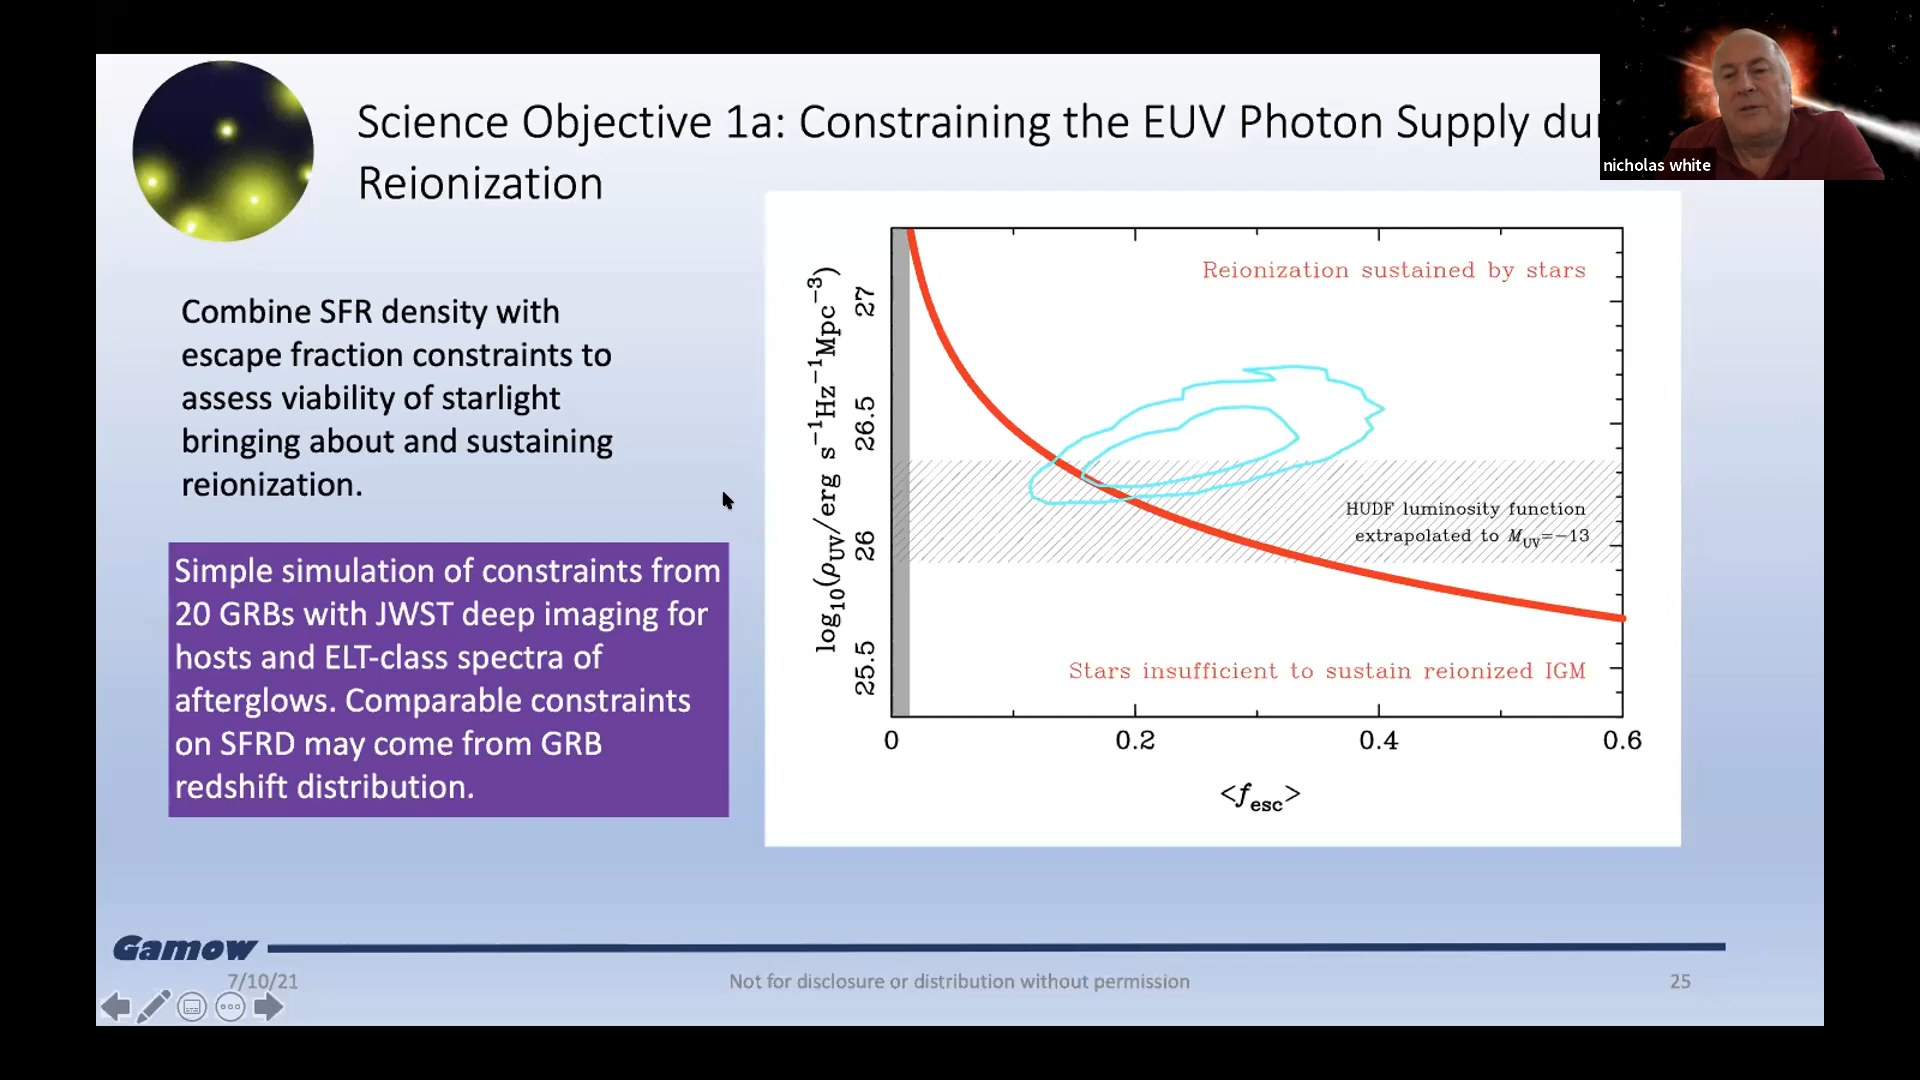 Science Objective 1a: Constraining the EUV Photon Supply
Reionization
nicholas white
Combine SFR density with
escape fraction constraints to
assess viability of starlight
bringing about and sustaining
reionization.
Simple simulation of constraints from
20 GRBs with JWST deep imaging for
hosts and ELT-class spectra of
afterglows. Comparable constraints
on SFRD may come from GRB
redshift distribution.
log₁₀(ρ_UV/erg s⁻¹Hz⁻¹Mpc⁻³)
27
26.5
26
25.5
Reionization sustained by stars
HUDF luminosity function
extrapolated to M_UV=−13
Stars insufficient to sustain reionized IGM
0 0.2 0.4 0.6
<f_esc>
Gamow
7/10/21 Not for disclosure or distribution without permission 25